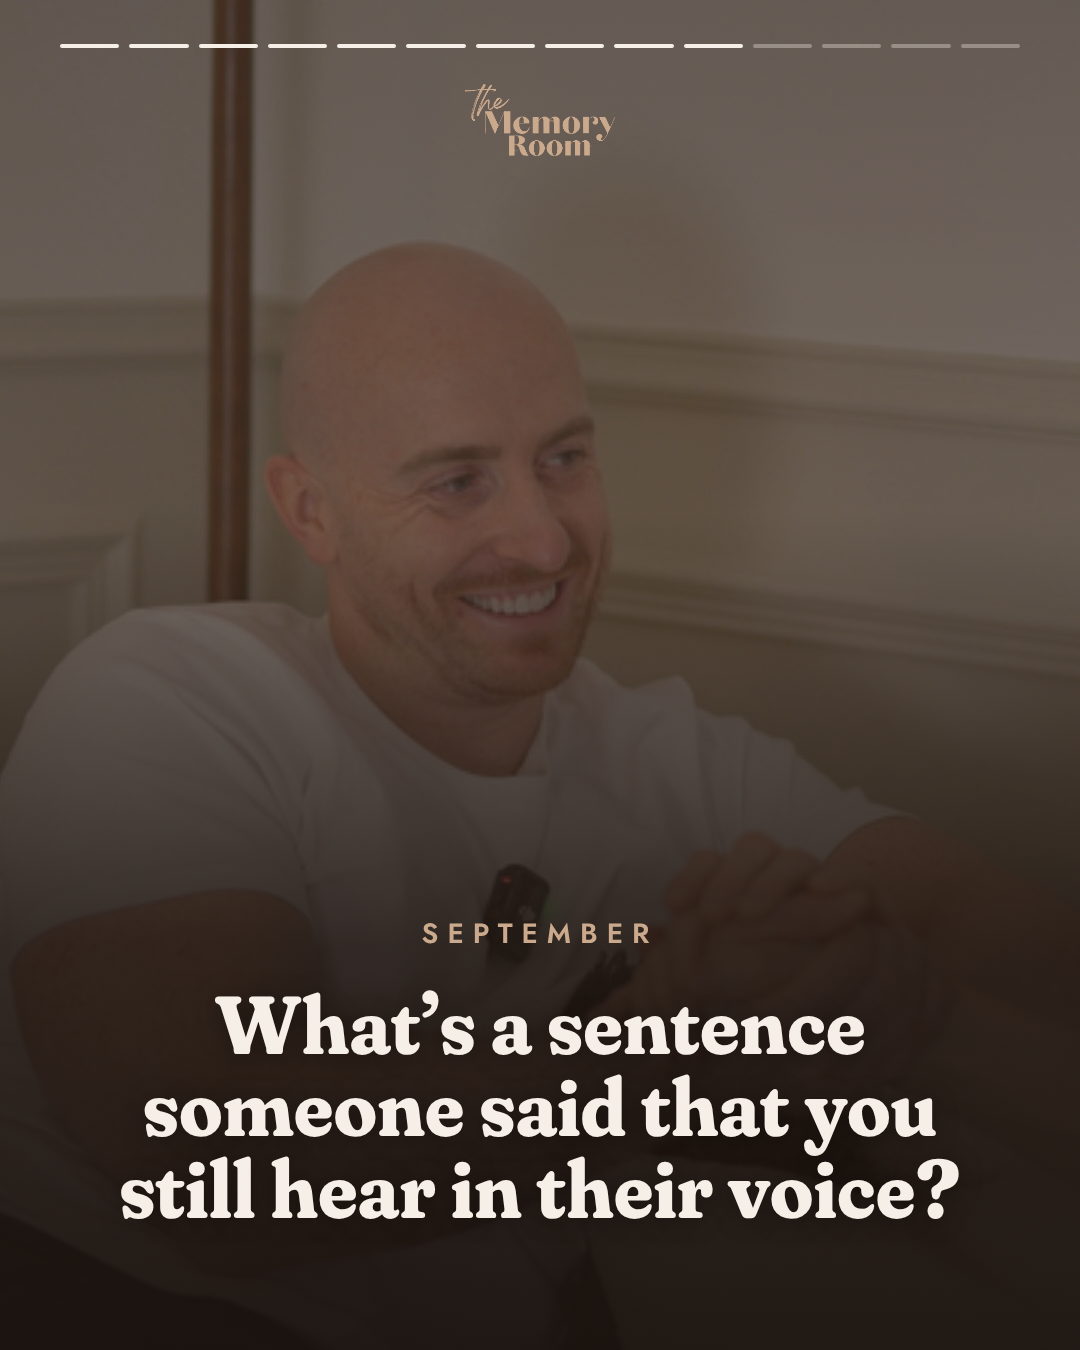 the
Memory
Room
SEPTEMBER
What’s a sentence
someone said that you
still hear in their voice?